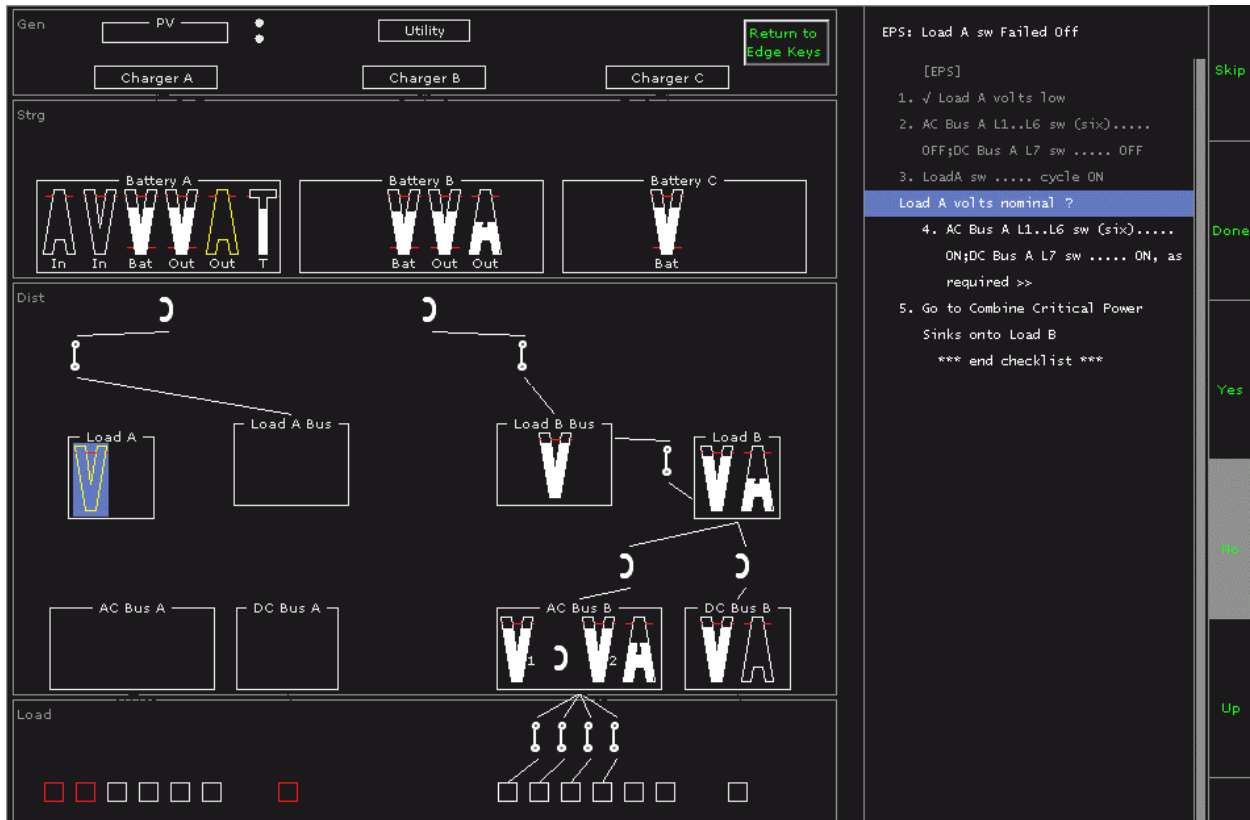 Gen
PV
Utility
Return to
Edge Keys
Charger A
Charger B
Charger C
Strg
Battery A
Battery B
Battery C
A V V V A T
V V A
V
In In Bat Out Out T
Bat Out Out
Bat
Dist
Load A
Load A Bus
Load B Bus
Load B
V
V
V A
AC Bus A
DC Bus A
AC Bus B
DC Bus B
V 1 V 2 A
V A
Load
EPS: Load A sw Failed Off
[EPS]
1. √ Load A volts low
2. AC Bus A L1..L6 sw (six).....
OFF;DC Bus A L7 sw ..... OFF
3. LoadA sw ..... cycle ON
Load A volts nominal ?
4. AC Bus A L1..L6 sw (six).....
ON;DC Bus A L7 sw ..... ON, as
required >>
5. Go to Combine Critical Power
Sinks onto Load B
*** end checklist ***
Skip
Done
Yes
No
Up